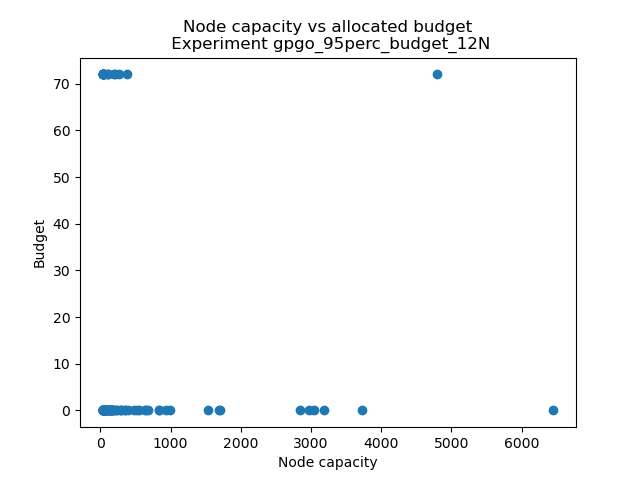 Node capacity vs allocated budget
Experiment gpgo_95perc_budget_12N
70
60
50
40
30
20
10
0
Budget
0 1000 2000 3000 4000 5000 6000
Node capacity